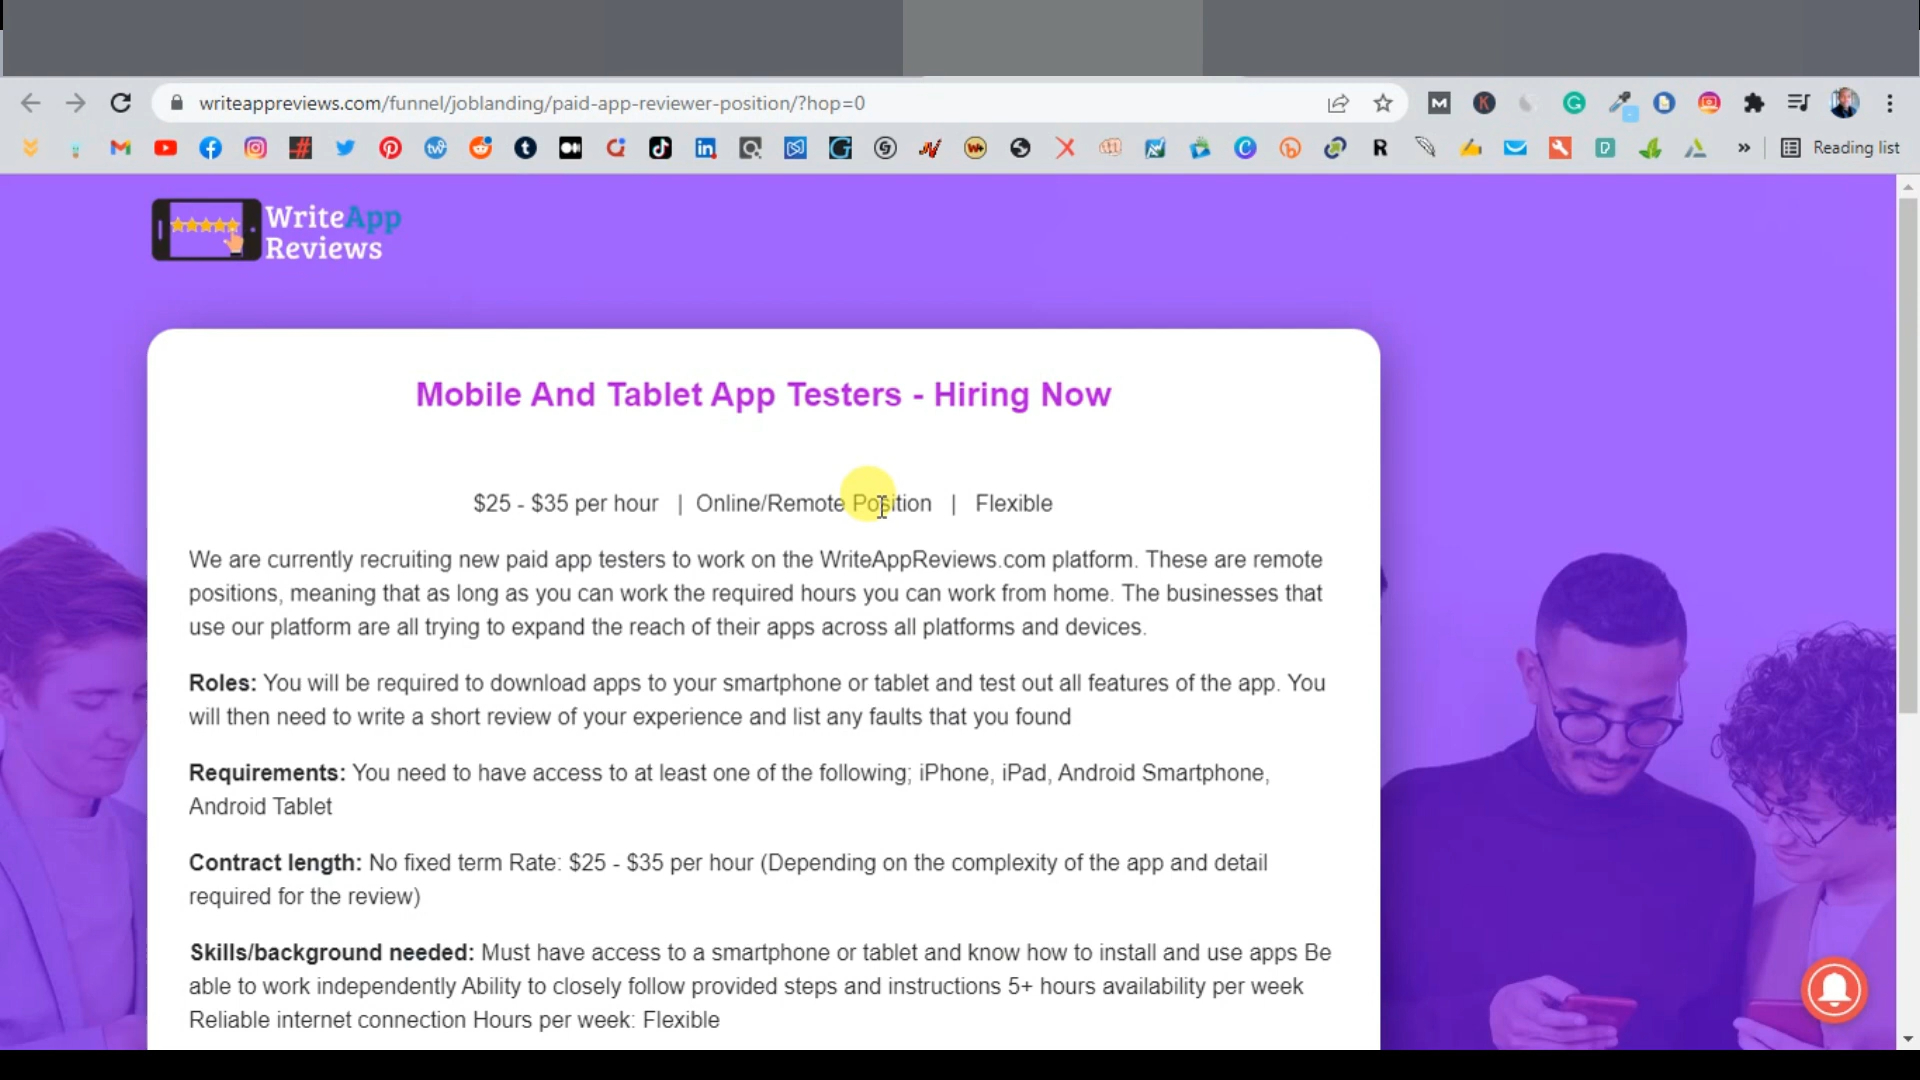 writeappreviews.com/funnel/joblanding/paid-app-reviewer-position/?hop=0
Reading list
WriteApp
Reviews
Mobile And Tablet App Testers - Hiring Now
$25 - $35 per hour | Online/Remote Position | Flexible
We are currently recruiting new paid app testers to work on the WriteAppReviews.com platform. These are remote
positions, meaning that as long as you can work the required hours you can work from home. The businesses that
use our platform are all trying to expand the reach of their apps across all platforms and devices.
Roles: You will be required to download apps to your smartphone or tablet and test out all features of the app. You
will then need to write a short review of your experience and list any faults that you found
Requirements: You need to have access to at least one of the following; iPhone, iPad, Android Smartphone,
Android Tablet
Contract length: No fixed term Rate: $25 - $35 per hour (Depending on the complexity of the app and detail
required for the review)
Skills/background needed: Must have access to a smartphone or tablet and know how to install and use apps Be
able to work independently Ability to closely follow provided steps and instructions 5+ hours availability per week
Reliable internet connection Hours per week: Flexible